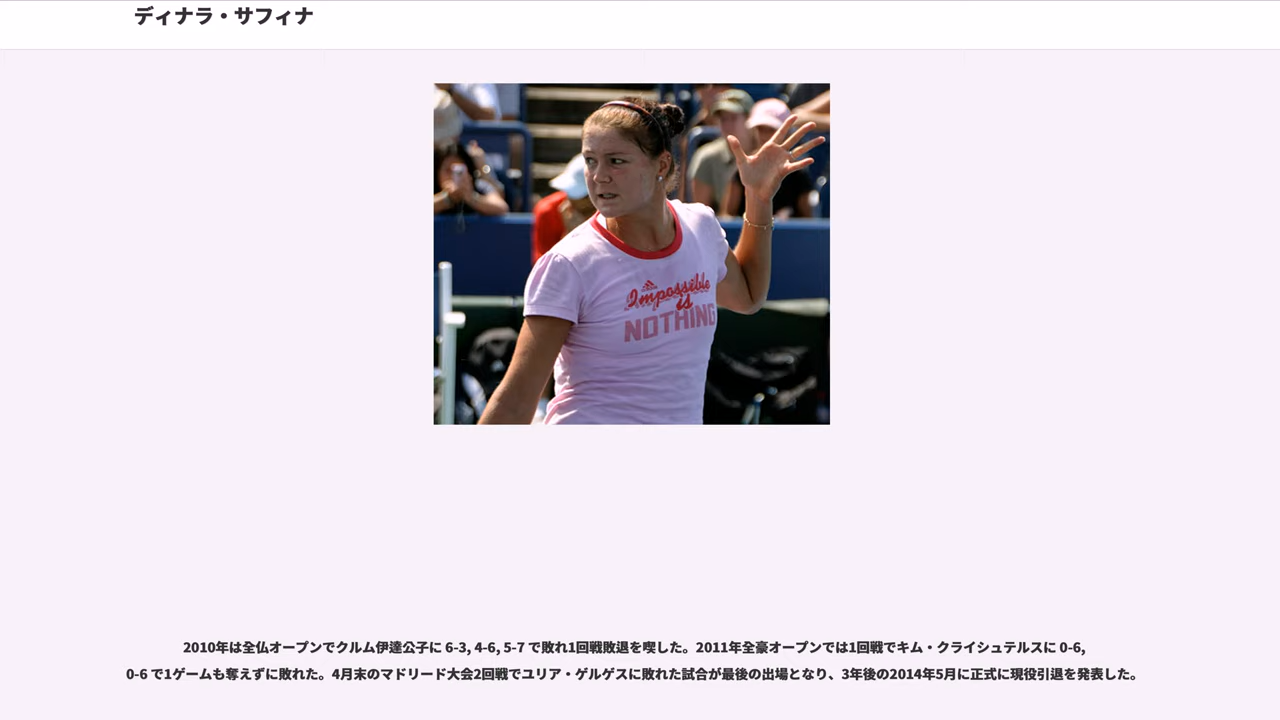 ディナラ・サフィナ
Impossible
is
NOTHING
2010年は全仏オープンでクルム伊達公子に 6-3, 4-6, 5-7 で敗れ1回戦敗退を喫した。2011年全豪オープンでは1回戦でキム・クライシュテルスに 0-6,
0-6 で1ゲームも奪えずに敗れた。4月末のマドリード大会2回戦でユリア・ゲルゲスに敗れた試合が最後の出場となり、3年後の2014年5月に正式に現役引退を発表した。